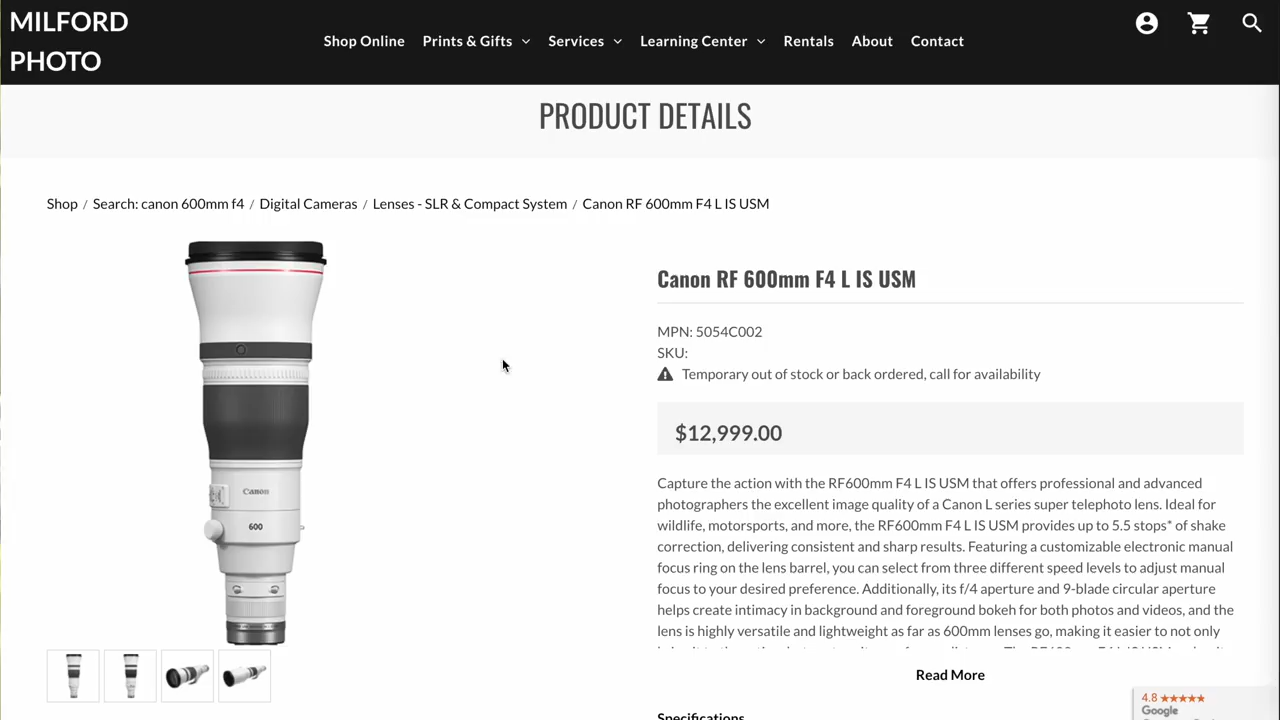 MILFORD
PHOTO
Shop Online
Prints & Gifts
Services
Learning Center
Rentals
About
Contact
PRODUCT DETAILS
Shop / Search: canon 600mm f4 / Digital Cameras / Lenses - SLR & Compact System / Canon RF 600mm F4 L IS USM
Canon
600
Canon RF 600mm F4 L IS USM
MPN: 5054C002
SKU:
Temporary out of stock or back ordered, call for availability
$12,999.00
Capture the action with the RF600mm F4 L IS USM that offers professional and advanced
photographers the excellent image quality of a Canon L series super telephoto lens. Ideal for
wildlife, motorsports, and more, the RF600mm F4 L IS USM provides up to 5.5 stops* of shake
correction, delivering consistent and sharp results. Featuring a customizable electronic manual
focus ring on the lens barrel, you can select from three different speed levels to adjust manual
focus to your desired preference. Additionally, its f/4 aperture and 9-blade circular aperture
helps create intimacy in background and foreground bokeh for both photos and videos, and the
lens is highly versatile and lightweight as far as 600mm lenses go, making it easier to not only
Read More
Specifications
4.8 ★★★★★
Google